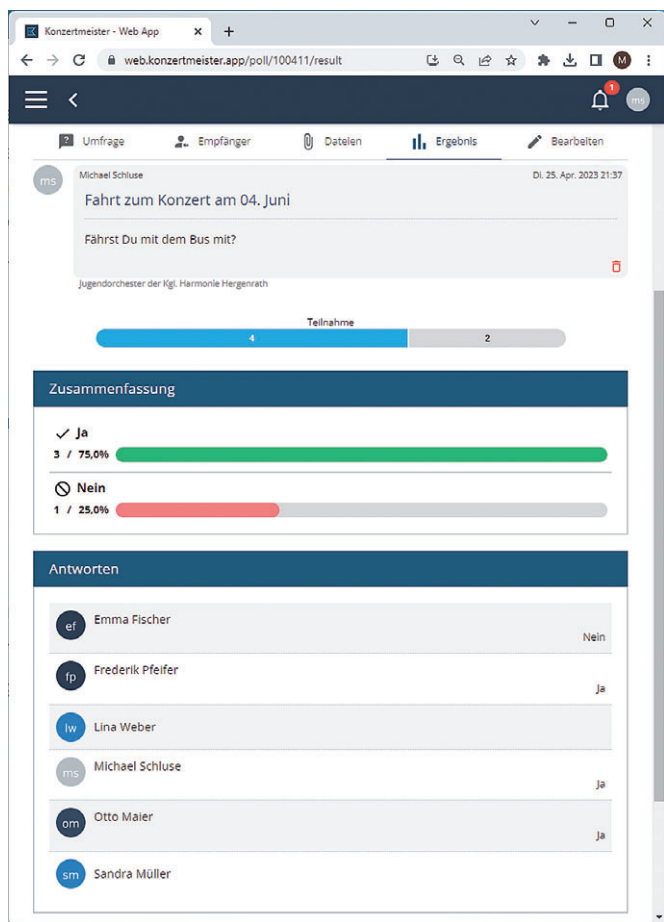 Konzertmeister - Web App
web.konzertmeister.app/poll/100411/result
M
1
ms
? Umfrage Empfänger Dateien Ergebnis Bearbeiten
ms
Michael Schluse Di. 25. Apr. 2023 21:37
Fahrt zum Konzert am 04. Juni
Fährst Du mit dem Bus mit?
Jugendorchester der Kgl. Harmonie Hergenrath
Teilnahme
4 2
Zusammenfassung
Ja
3 / 75,0%
Nein
1 / 25,0%
Antworten
ef Emma Fischer
Nein
fp Frederik Pfeifer
Ja
lw Lina Weber
ms Michael Schluse
Ja
om Otto Maier
Ja
sm Sandra Müller